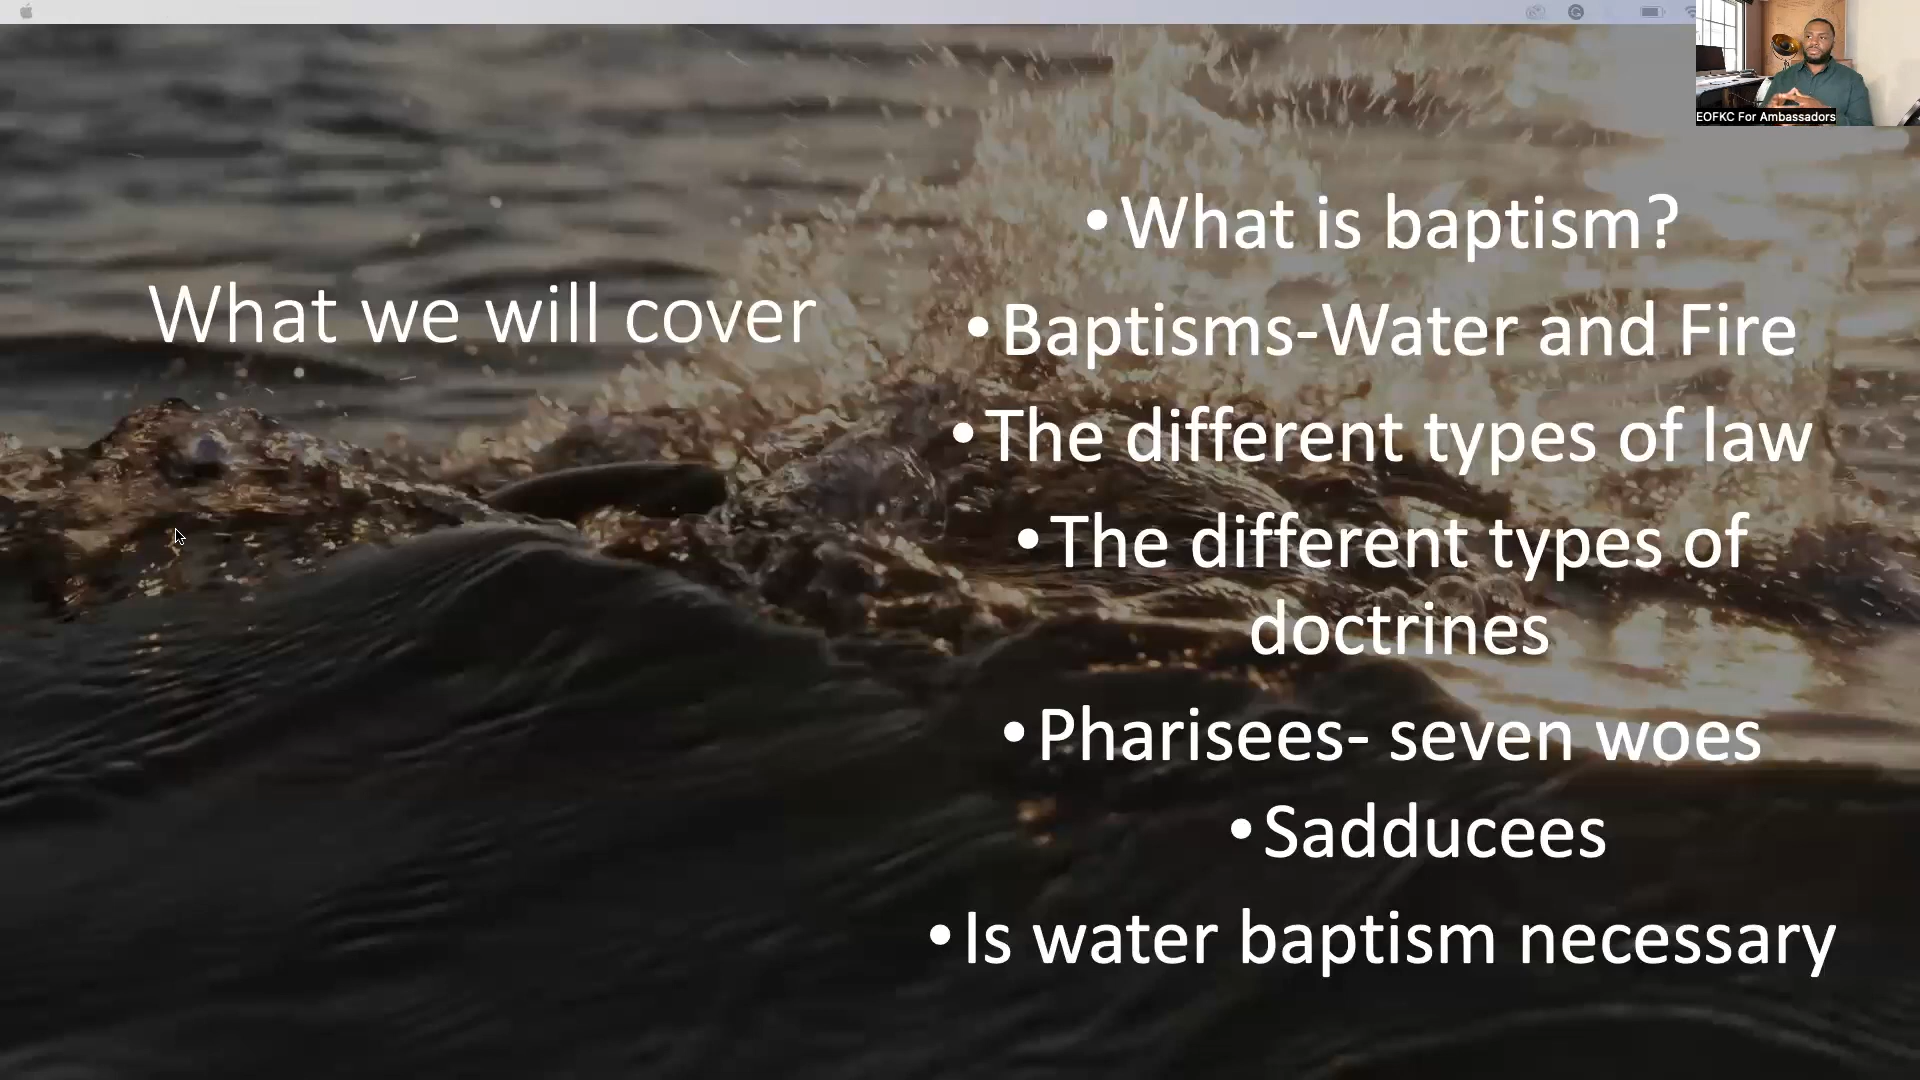 EOFKC For Ambassadors
What we will cover
•What is baptism?
•Baptisms-Water and Fire
•The different types of law
•The different types of
doctrines
•Pharisees- seven woes
•Sadducees
•Is water baptism necessary